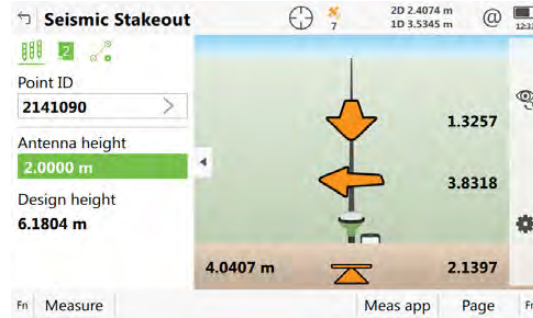 Seismic Stakeout
7
2D 2.4074 m
1D 3.5345 m
@
2
Point ID
2141090
Antenna height
2.0000 m
Design height
6.1804 m
1.3257
3.8318
4.0407 m
2.1397
Fn Measure Meas app Page